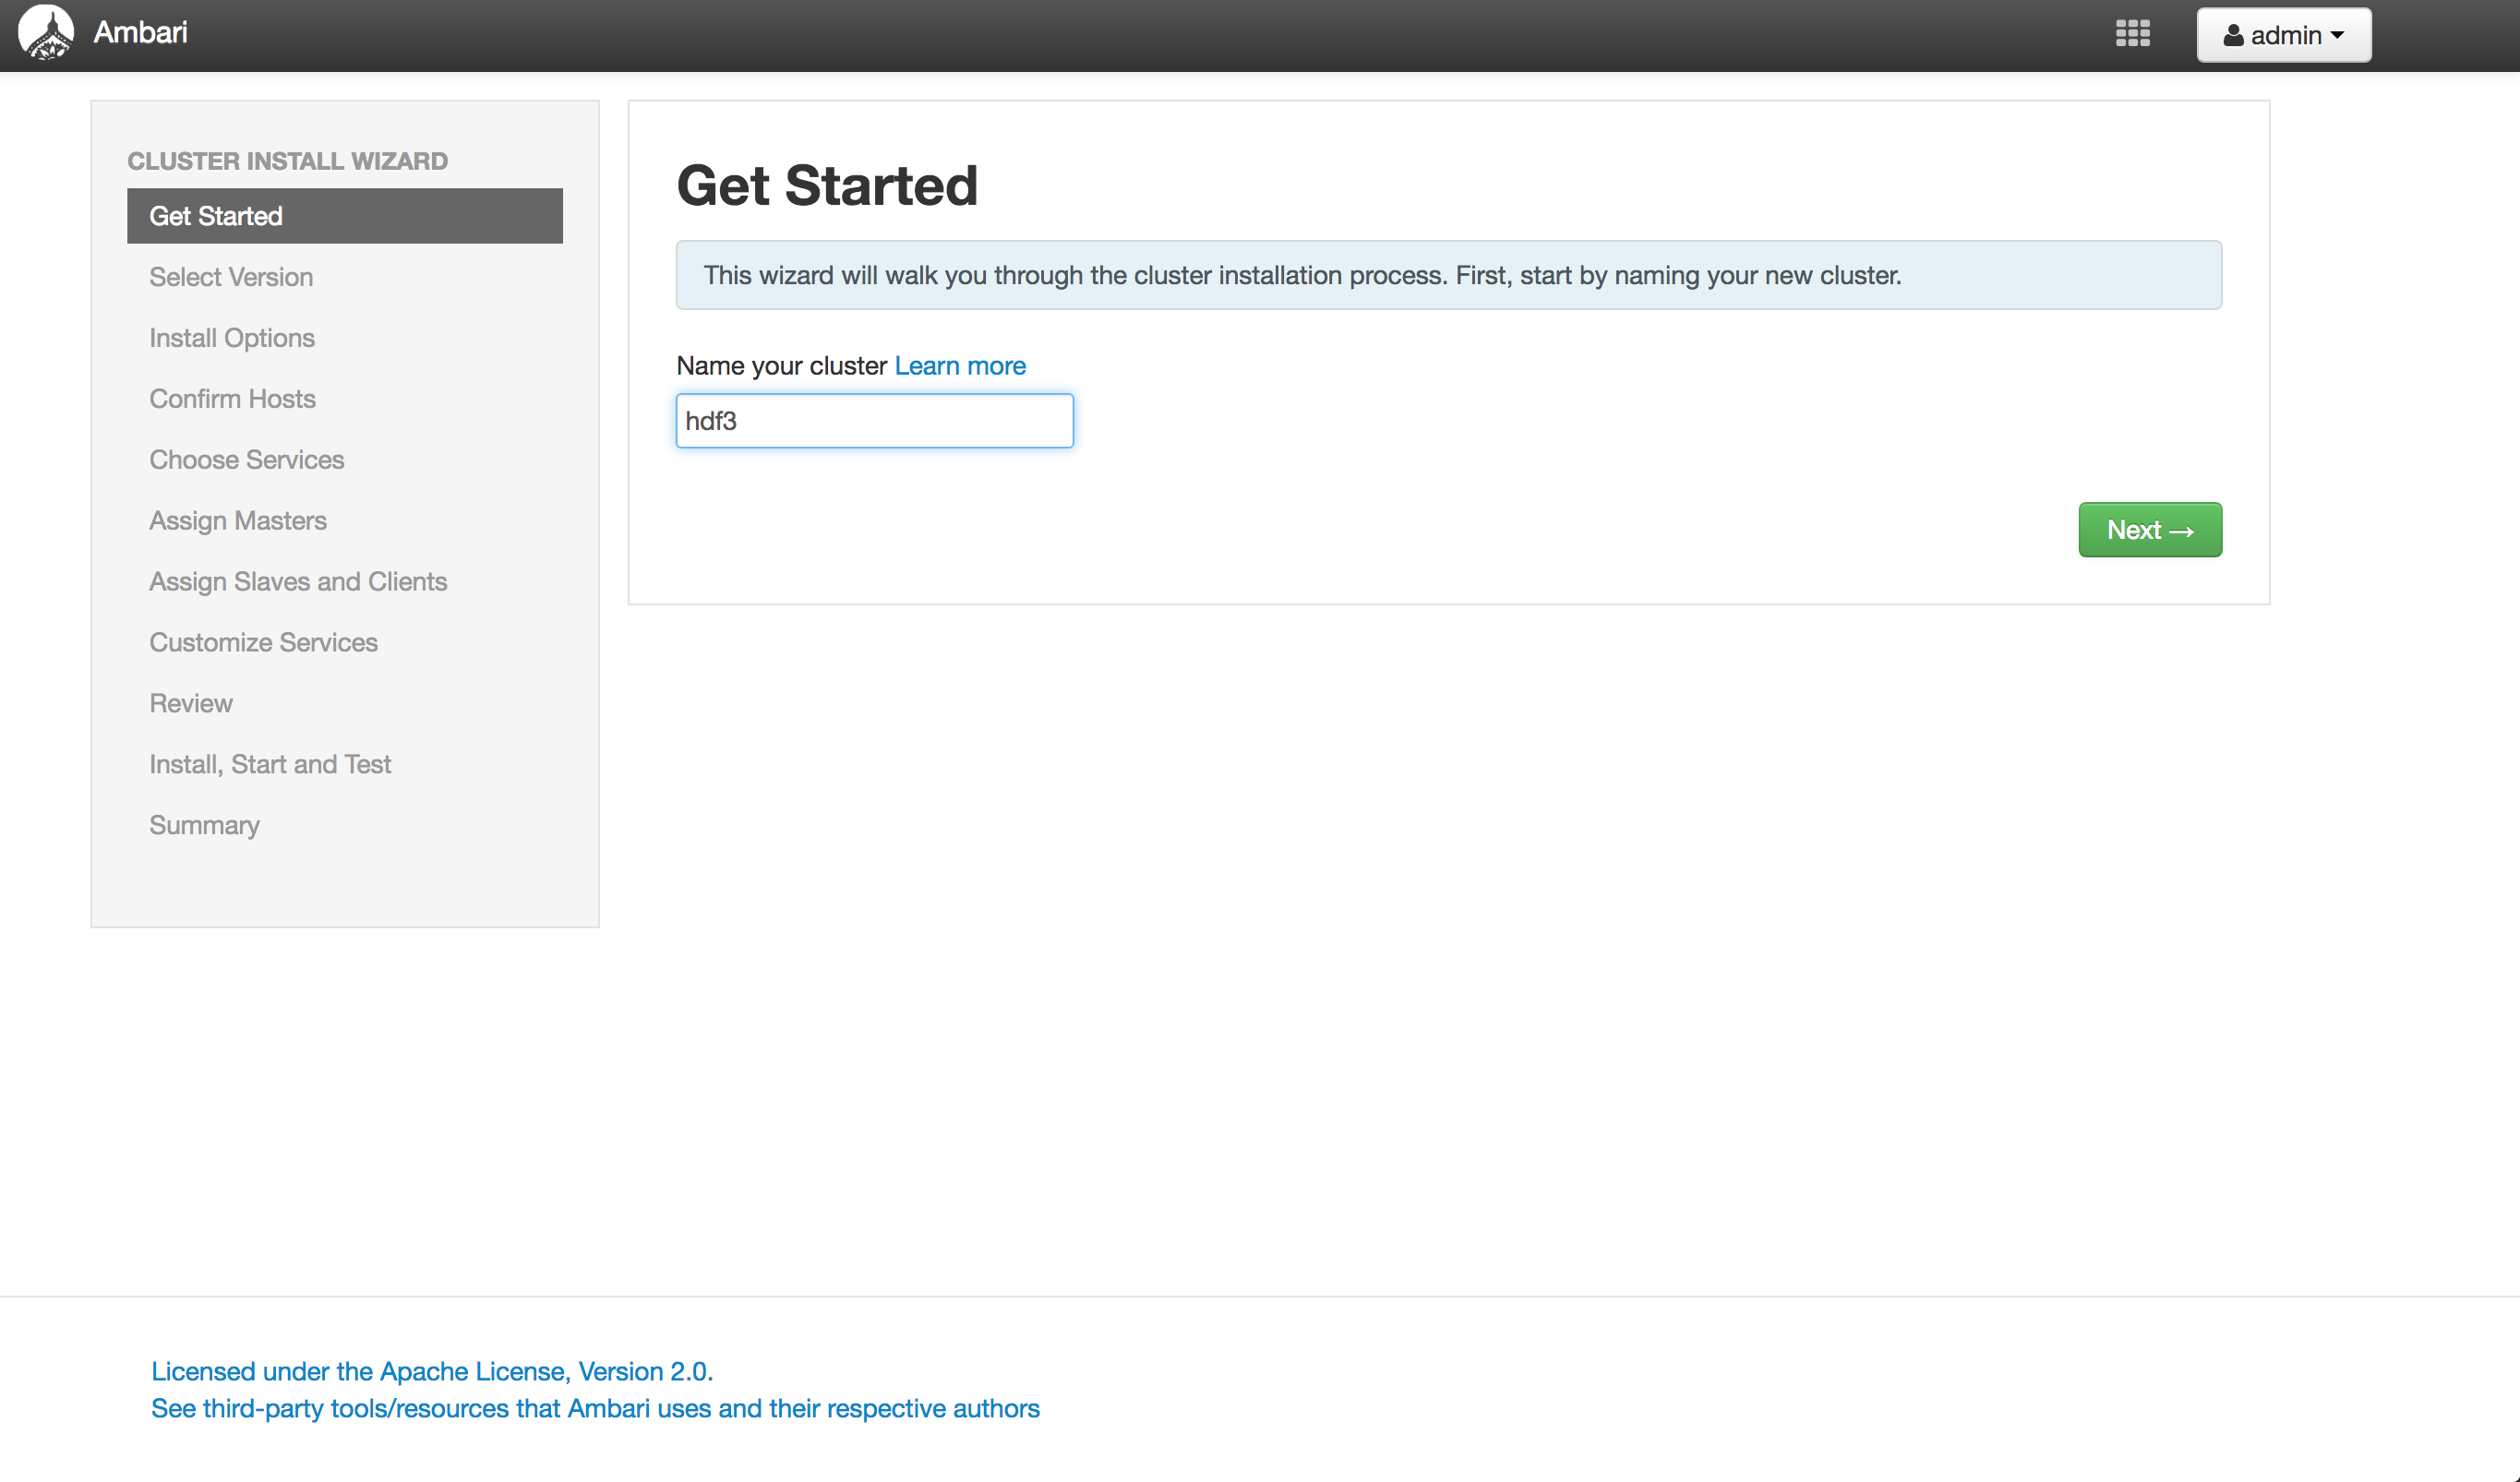 Ambari
admin
CLUSTER INSTALL WIZARD
Get Started
Select Version
Install Options
Confirm Hosts
Choose Services
Assign Masters
Assign Slaves and Clients
Customize Services
Review
Install, Start and Test
Summary
Get Started
This wizard will walk you through the cluster installation process. First, start by naming your new cluster.
Name your cluster Learn more
hdf3
Next →
Licensed under the Apache License, Version 2.0.
See third-party tools/resources that Ambari uses and their respective authors